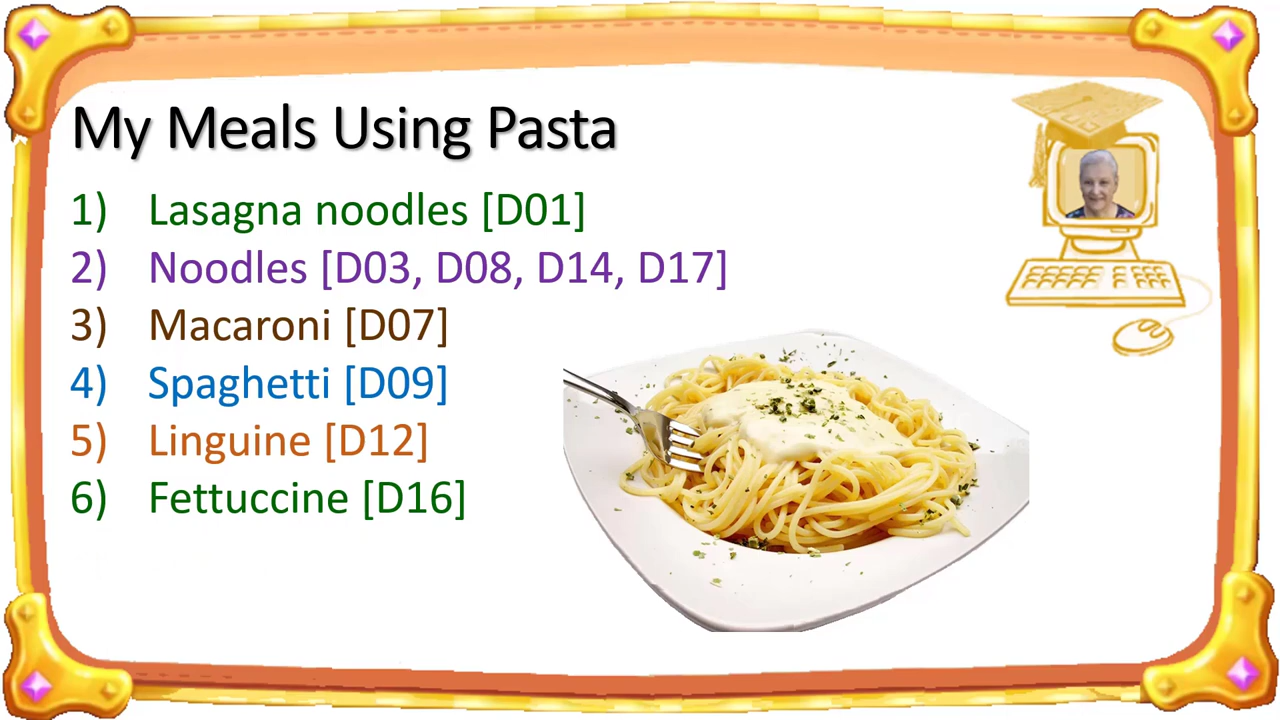 My Meals Using Pasta
1) Lasagna noodles [D01]
2) Noodles [D03, D08, D14, D17]
3) Macaroni [D07]
4) Spaghetti [D09]
5) Linguine [D12]
6) Fettuccine [D16]